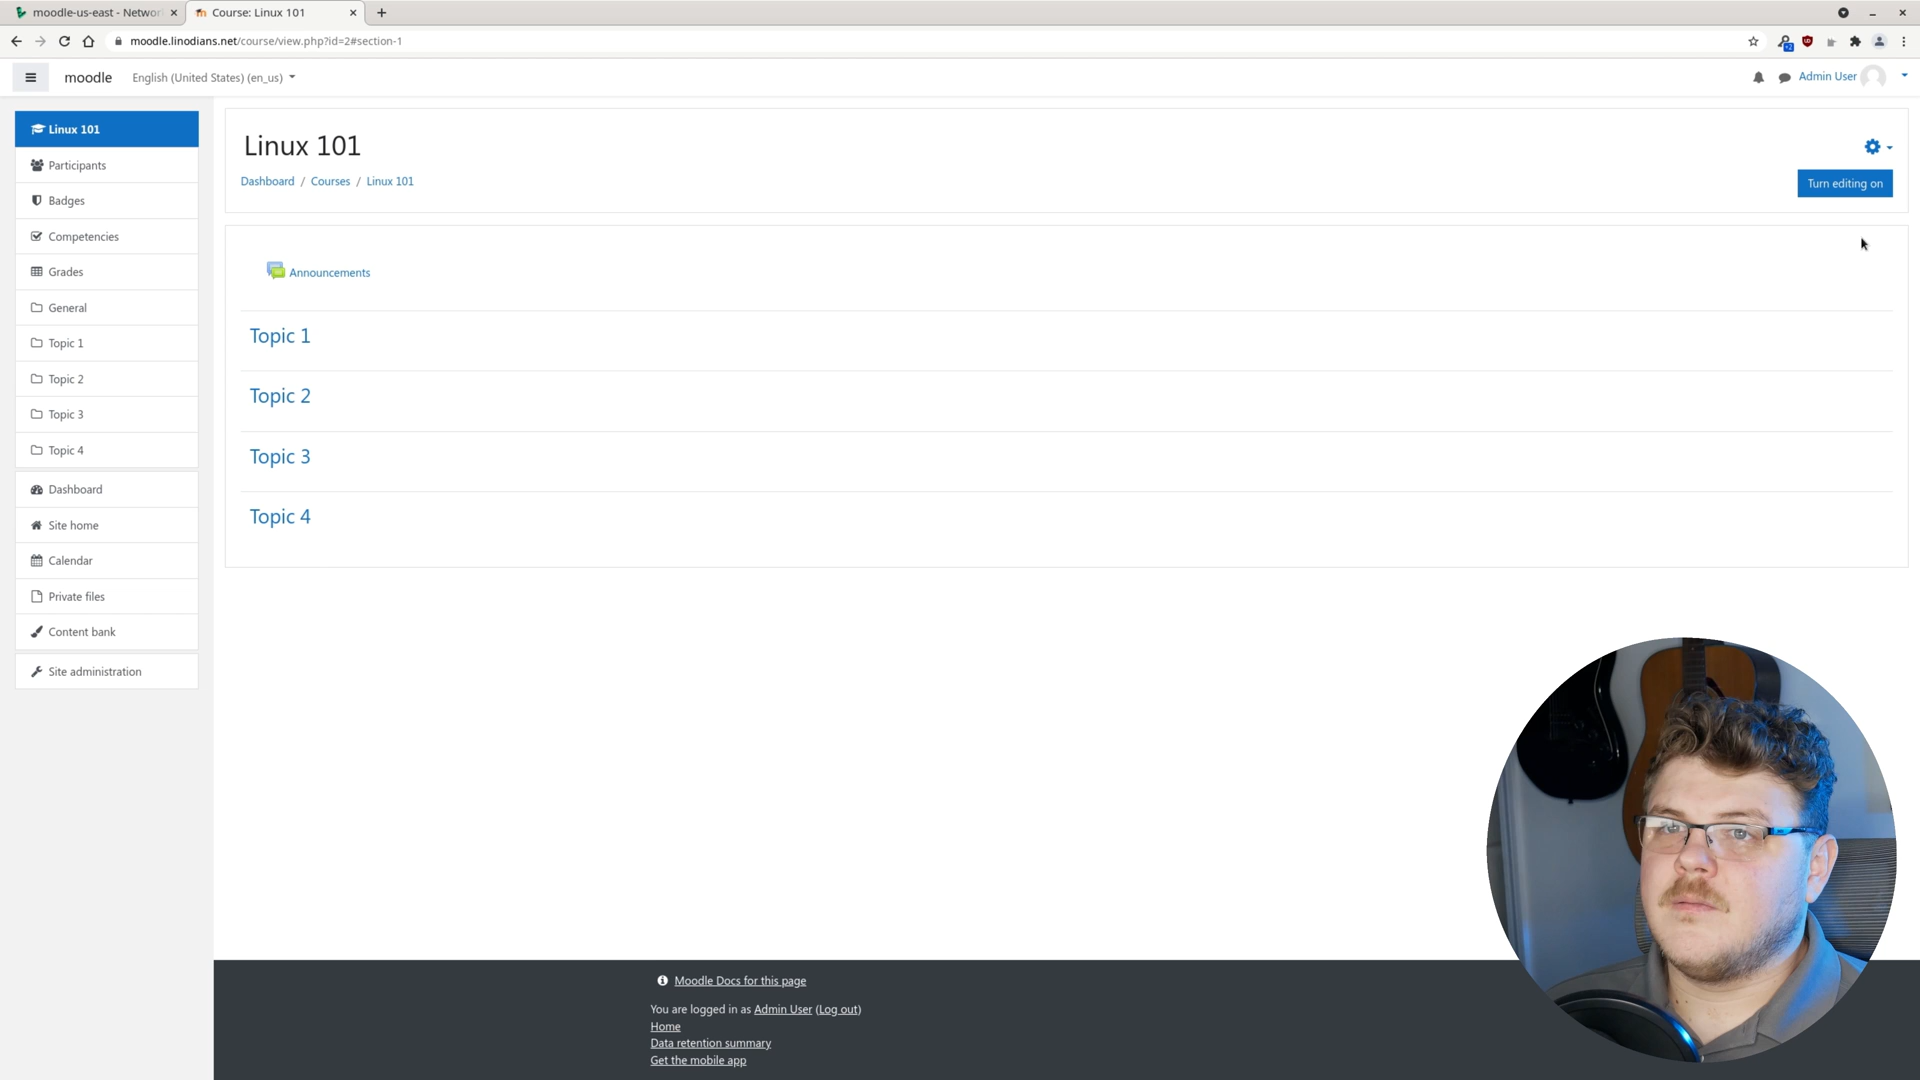 moodle-us-east - Networ
Course: Linux 101
moodle.linodians.net/course/view.php?id=2#section-1
moodle
English (United States) (en_us)
Admin User
Linux 101
Participants
Badges
Competencies
Grades
General
Topic 1
Topic 2
Topic 3
Topic 4
Dashboard
Site home
Calendar
Private files
Content bank
Site administration
Linux 101
Dashboard / Courses / Linux 101
Turn editing on
Announcements
Topic 1
Topic 2
Topic 3
Topic 4
Moodle Docs for this page
You are logged in as Admin User (Log out)
Home
Data retention summary
Get the mobile app